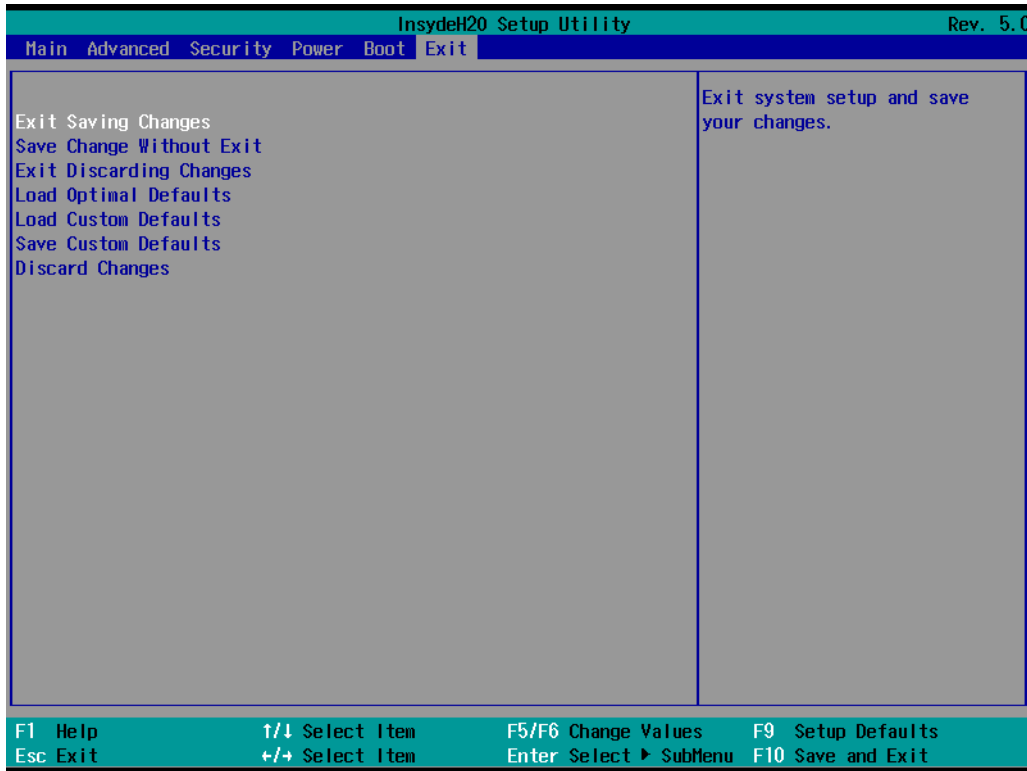 InsydeH20 Setup Utility Rev. 5.0
Main Advanced Security Power Boot Exit
Exit Saving Changes
Save Change Without Exit
Exit Discarding Changes
Load Optimal Defaults
Load Custom Defaults
Save Custom Defaults
Discard Changes
Exit system setup and save
your changes.
F1 Help ↑/↓ Select Item F5/F6 Change Values F9 Setup Defaults
Esc Exit ←/→ Select Item Enter Select ▶ SubMenu F10 Save and Exit